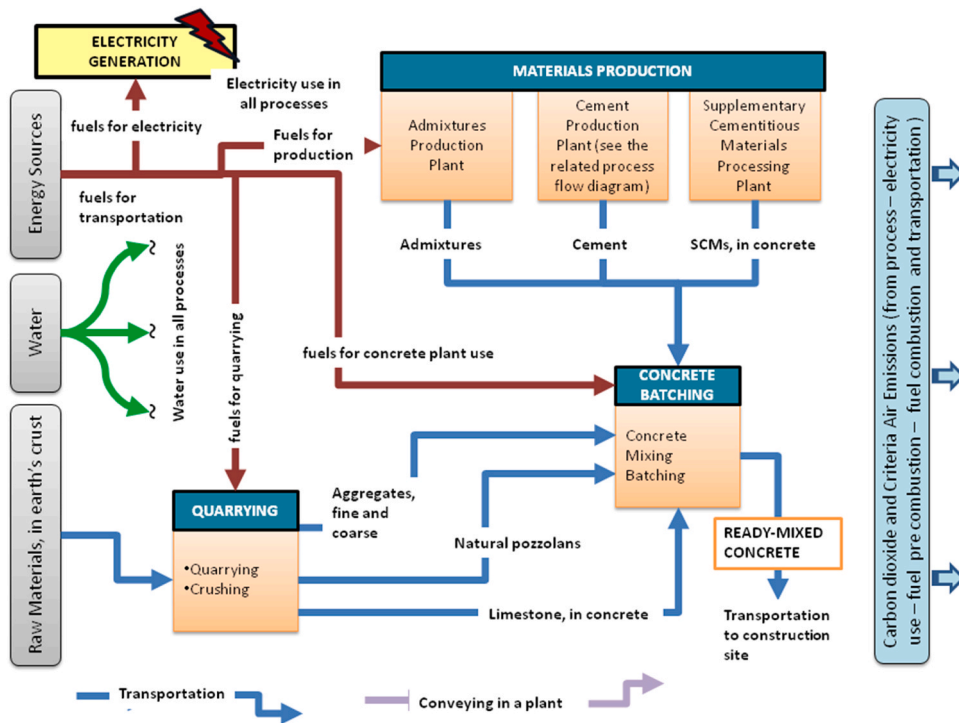 ELECTRICITY
GENERATION
Electricity use in
all processes
MATERIALS PRODUCTION
Admixtures
Production
Plant
Cement
Production
Plant (see the
related process
flow diagram)
Supplementary
Cementitious
Materials
Processing
Plant
Energy Sources
fuels for electricity
Fuels for
production
fuels for
transportation
Admixtures
Cement
SCMs, in concrete
Water
Water use in all processes
fuels for quarrying
fuels for concrete plant use
CONCRETE
BATCHING
Concrete
Mixing
Batching
Raw Materials, in earth's crust
QUARRYING
•Quarrying
•Crushing
Aggregates,
fine and
coarse
Natural pozzolans
Limestone, in concrete
READY-MIXED
CONCRETE
Transportation
to construction
site
Carbon dioxide and Criteria Air Emissions (from process – electricity
use – fuel pre combustion – fuel combustion and transportation )
Transportation
Conveying in a plant